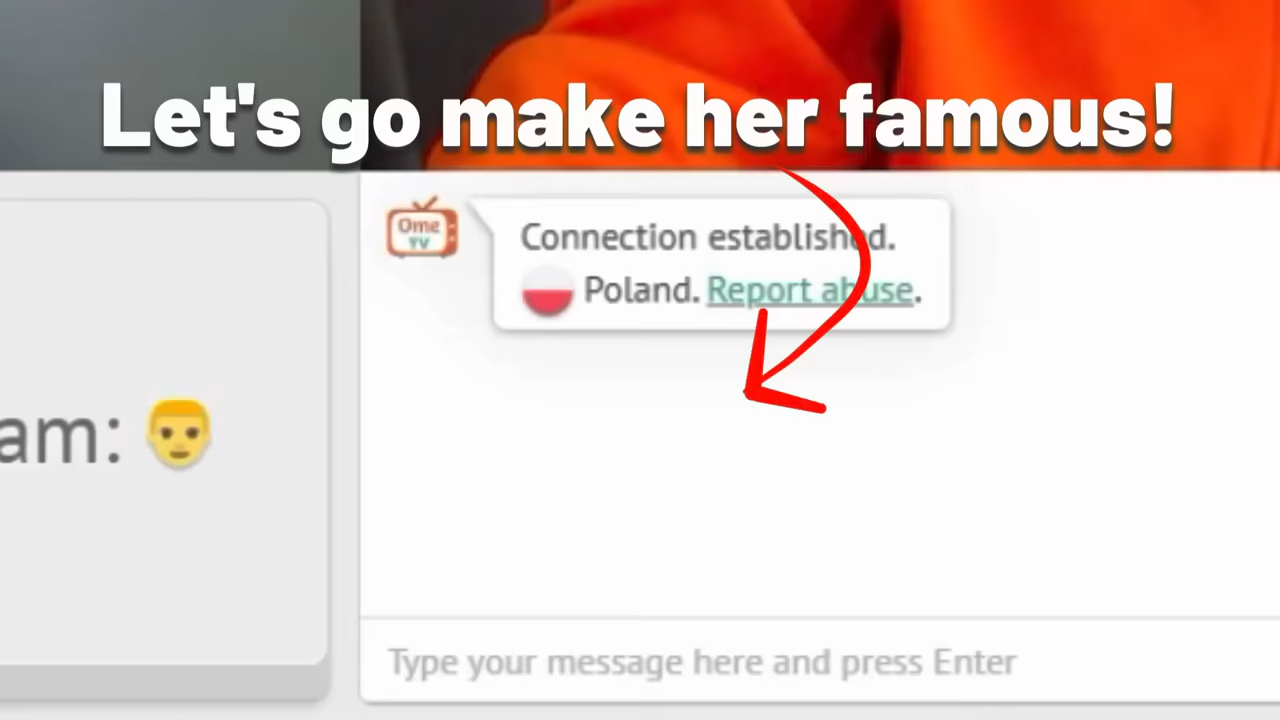 Let's go make her famous!
Ome
TV
Connection established.
Poland. Report abuse.
am:
Type your message here and press Enter